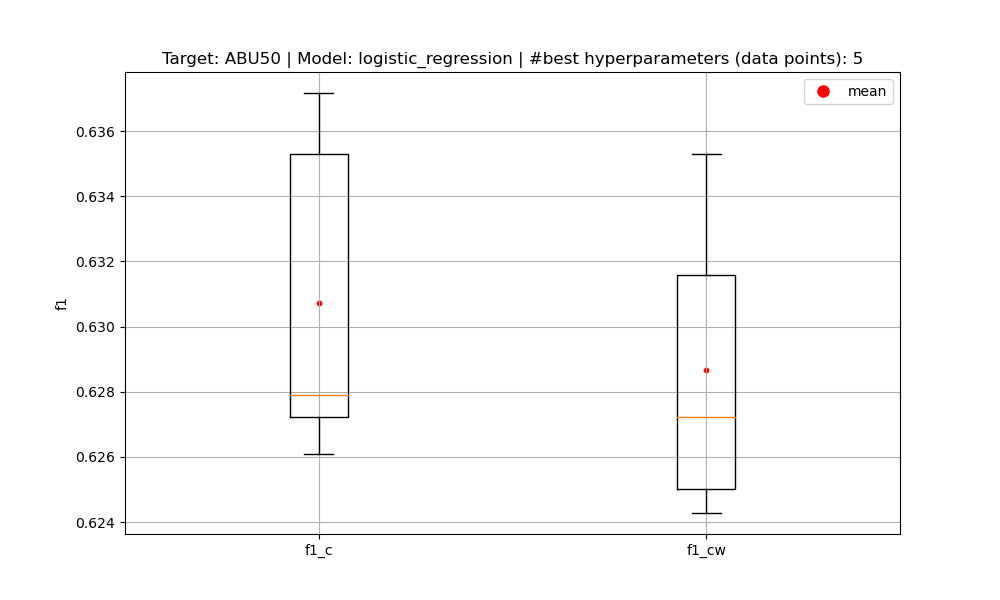 Target: ABU50 | Model: logistic_regression | #best hyperparameters (data points): 5
mean
0.636
0.634
0.632
0.630
0.628
0.626
0.624
f1
f1_c
f1_cw